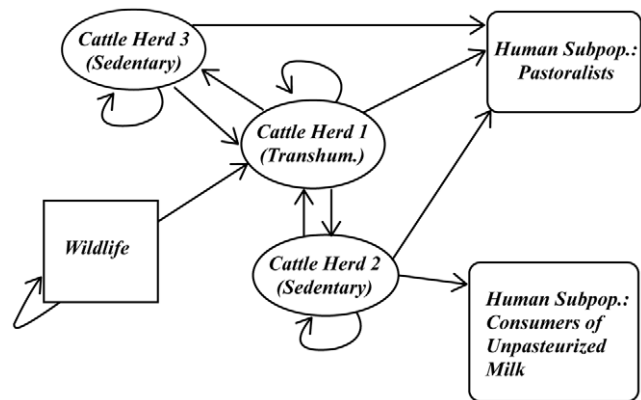 Cattle Herd 3
(Sedentary)
Human Subpop.:
Pastoralists
Cattle Herd 1
(Transhum.)
Wildlife
Cattle Herd 2
(Sedentary)
Human Subpop.:
Consumers of
Unpasteurized
Milk